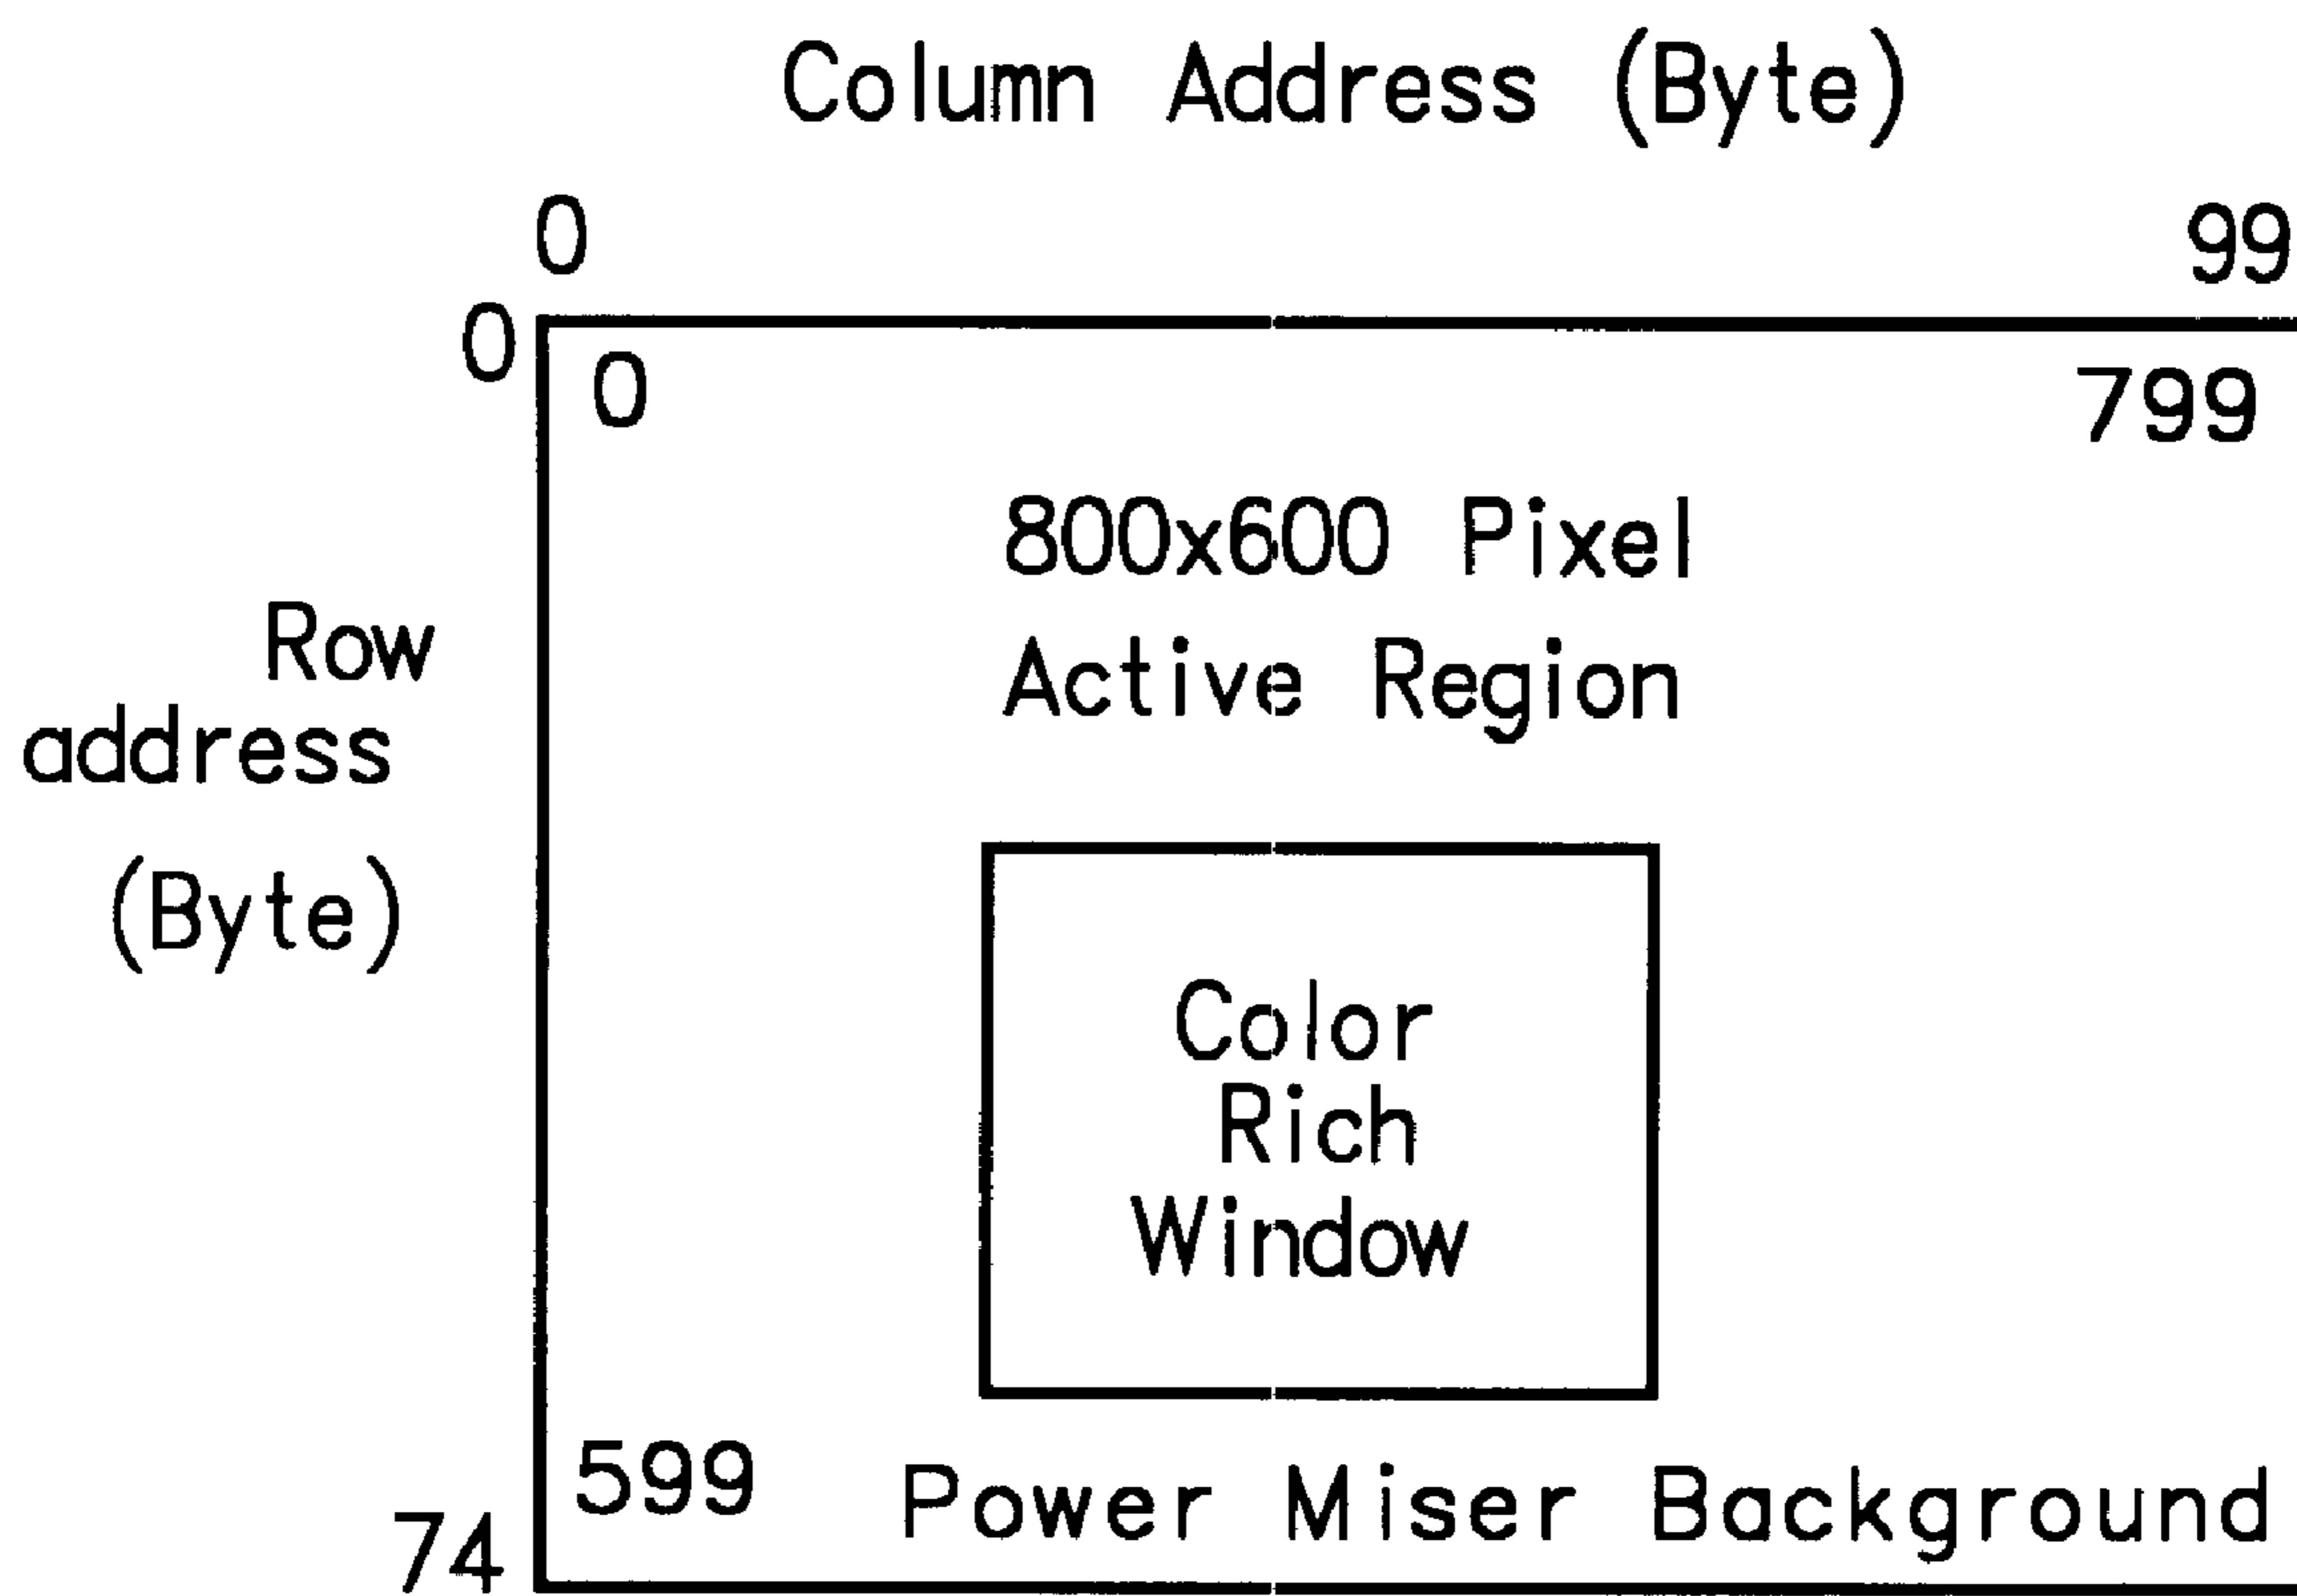 Column Address (Byte)
0 99
0
0 799
800x600 Pixel
Active Region
Row
address
(Byte)
Color
Rich
Window
599
Power Miser Background
74